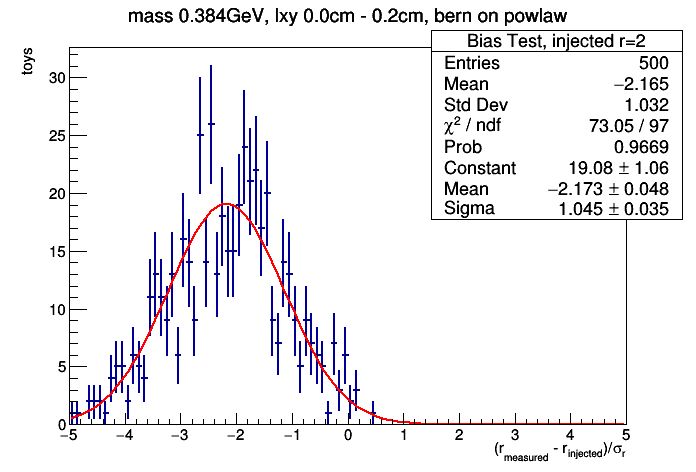 mass 0.384GeV, lxy 0.0cm - 0.2cm, bern on powlaw
toys
Bias Test, injected r=2
Entries 500
Mean −2.165
Std Dev 1.032
χ² / ndf 73.05 / 97
Prob 0.9669
Constant 19.08 ± 1.06
Mean −2.173 ± 0.048
Sigma 1.045 ± 0.035
30
25
20
15
10
5
0
−5 −4 −3 −2 −1 0 1 2 3 4 5
(r_measured - r_injected)/σ_r